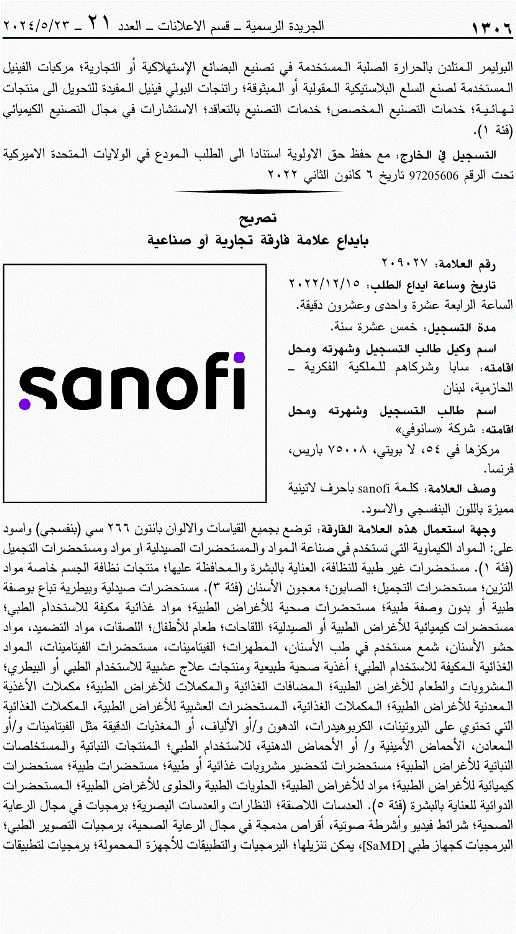 ١٣٠٦
الجريدة الرسمية ـ قسم الاعلانات ـ العدد ٢١ ـ ٢٠٢٤/٥/٢٣
البوليمر المتلدن بالحرارة الصلبة المستخدمة في تصنيع البضائع الإستهلاكية أو التجارية؛ مركبات الفينيل
المستخدمة لصنع السلع البلاستيكية المقولبة أو المبثوقة؛ راتنجات البولي فينيل المفيدة للتحويل الى منتجات
نهائية؛ خدمات التصنيع المخصص؛ خدمات التصنيع بالتعاقد؛ الاستشارات في مجال التصنيع الكيميائي
(فئة ١).
التسجيل في الخارج: مع حفظ حق الاولوية استنادا الى الطلب المودع في الولايات المتحدة الاميركية
تحت الرقم 97205606 تاريخ ٦ كانون الثاني ٢٠٢٢
تصريح
بايداع علامة فارقة تجارية أو صناعية
رقم العلامة: ٢٠٩٠٢٧
تاريخ وساعة ايداع الطلب: ٢٠٢٢/١٢/١٥
الساعة الرابعة عشرة واحدى وعشرون دقيقة.
مدة التسجيل: خمس عشرة سنة.
اسم وكيل طالب التسجيل وشهرته ومحل
اقامته: سابا وشركاهم للملكية الفكرية ـ
الحازمية، لبنان
اسم طالب التسجيل وشهرته ومحل
اقامته: شركة «سانوفي»
مركزها في ٥٤، لا بويتي، ٧٥٠٠٨ باريس،
فرنسا.
وصف العلامة: كلمة sanofi باحرف لاتينية
مميزة باللون البنفسجي والاسود.
sanofi
وجهة استعمال هذه العلامة الفارقة: توضع بجميع القياسات والالوان بانتون ٢٦٦ سي (بنفسجي) واسود
على: المواد الكيماوية التي تستخدم في صناعة المواد والمستحضرات الصيدلية او مواد ومستحضرات التجميل
(فئة ١). مستحضرات غير طبية للنظافة، العناية بالبشرة والمحافظة عليها؛ منتجات نظافة الجسم خاصة مواد
التزين؛ مستحضرات التجميل؛ الصابون؛ معجون الأسنان (فئة ٣). مستحضرات صيدلية وبيطرية تباع بوصفة
طبية أو بدون وصفة طبية؛ مستحضرات صحية للأغراض الطبية؛ مواد غذائية مكيفة للاستخدام الطبي؛
مستحضرات كيميائية للأغراض الطبية أو الصيدلية؛ اللقاحات؛ طعام للأطفال؛ اللصقات، مواد التضميد، مواد
حشو الأسنان، شمع مستخدم في طب الأسنان، المطهرات؛ الفيتامينات، مستحضرات الفيتامينات، المواد
الغذائية المكيفة للاستخدام الطبي؛ أغذية صحية طبيعية ومنتجات علاج عشبية للاستخدام الطبي أو البيطري؛
المشروبات والطعام للأغراض الطبية؛ المضافات الغذائية والمكملات للأغراض الطبية؛ مكملات الأغذية
المعدنية للأغراض الطبية؛ المكملات الغذائية، المستحضرات العشبية للأغراض الطبية، المكملات الغذائية
التي تحتوي على البروتينات، الكربوهيدرات، الدهون و/أو الألياف، أو المغذيات الدقيقة مثل الفيتامينات و/أو
المعادن، الأحماض الأمينية و/ أو الأحماض الدهنية، للاستخدام الطبي؛ المنتجات النباتية والمستخلصات
النباتية للأغراض الطبية؛ مستحضرات لتحضير مشروبات غذائية أو طبية؛ مستحضرات طبية؛ مستحضرات
كيميائية للأغراض الطبية؛ مواد للأغراض الطبية؛ الحلويات الطبية والحلوى للأغراض الطبية؛ المستحضرات
الدوائية للعناية بالبشرة (فئة ٥). العدسات اللاصقة؛ النظارات والعدسات البصرية؛ برمجيات في مجال الرعاية
الصحية؛ شرائط فيديو وأشرطة صوتية، أقراص مدمجة في مجال الرعاية الصحية، برمجيات التصوير الطبي؛
البرمجيات كجهاز طبي [SaMD]، يمكن تنزيلها؛ البرمجيات والتطبيقات للأجهزة المحمولة؛ برمجيات لتطبيقات